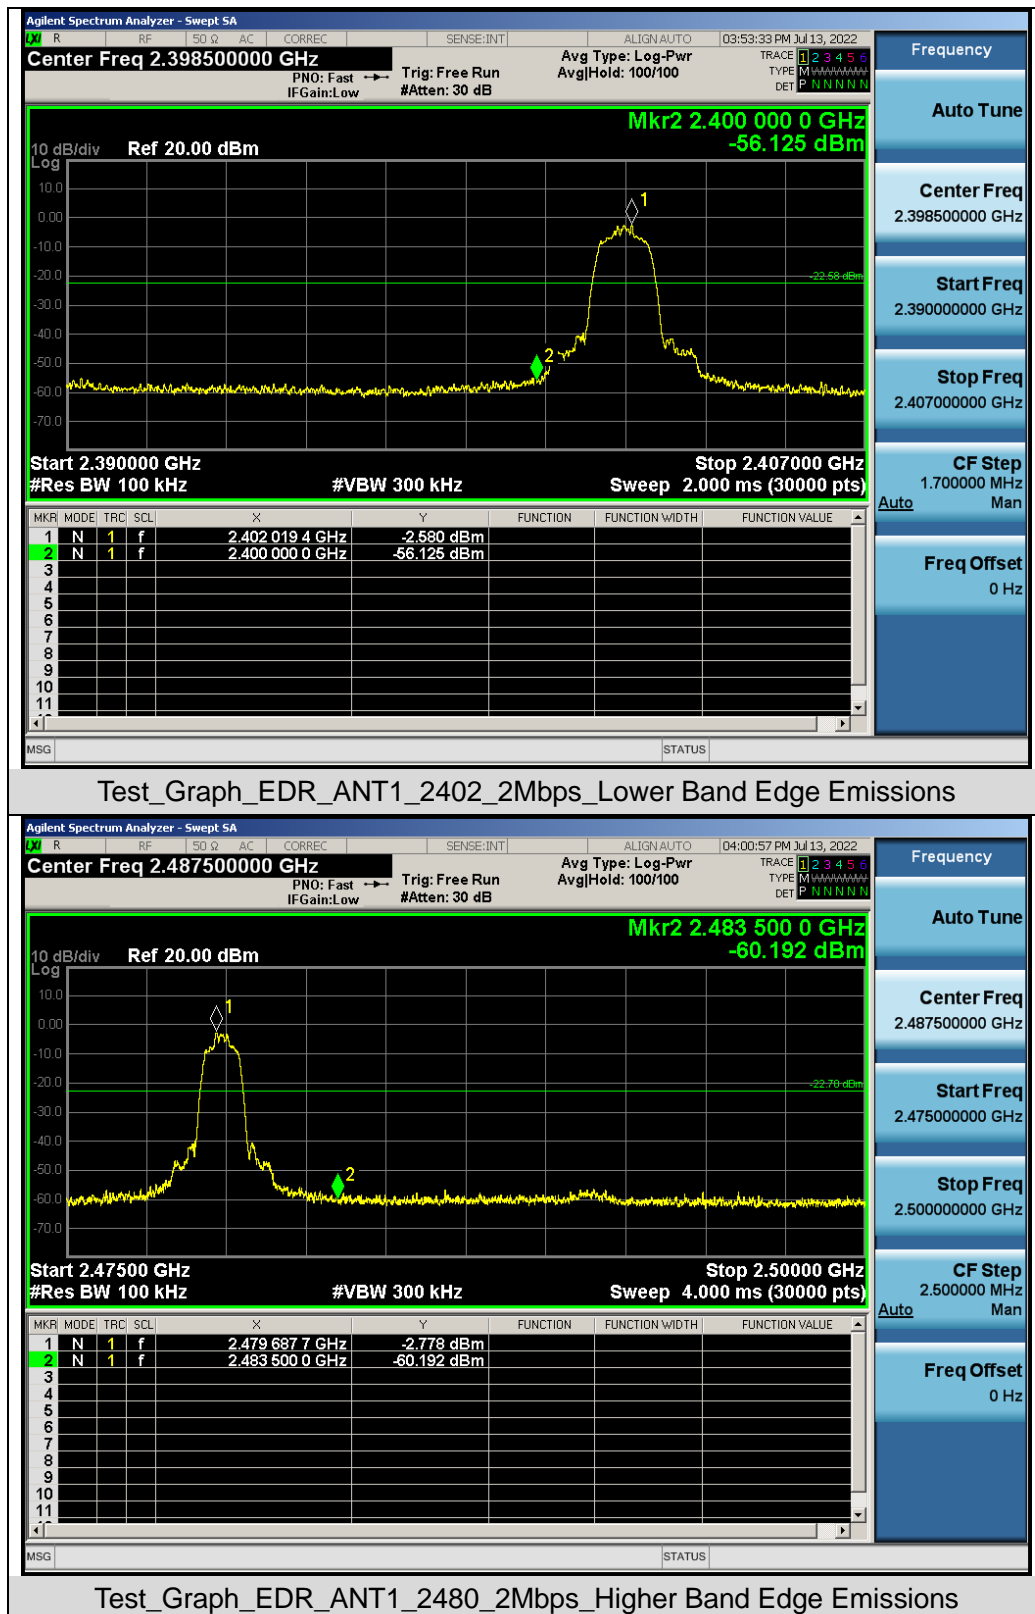 Agilent Spectrum Analyzer - Swept SA
LXI R RF 50 Ω AC CORREC SENSE:INT ALIGN AUTO 03:53:33 PM Jul 13, 2022
Center Freq 2.398500000 GHz Avg Type: Log-Pwr TRACE 1 2 3 4 5 6
PNO: Fast Trig: Free Run Avg|Hold: 100/100 TYPE M
IFGain:Low #Atten: 30 dB DET P N N N N N
Mkr2 2.400 000 0 GHz
10 dB/div Ref 20.00 dBm -56.125 dBm
Log
10.0
0.00
-10.0
-20.0
-30.0
-40.0
-50.0
-60.0
-70.0
1
-22.58 dBm
2
Start 2.390000 GHz Stop 2.407000 GHz
#Res BW 100 kHz #VBW 300 kHz Sweep 2.000 ms (30000 pts)
MKR MODE TRC SCL X Y FUNCTION FUNCTION WIDTH FUNCTION VALUE
1 N 1 f 2.402 019 4 GHz -2.580 dBm
2 N 1 f 2.400 000 0 GHz -56.125 dBm
3
4
5
6
7
8
9
10
11
MSG STATUS
Frequency
Auto Tune
Center Freq
2.398500000 GHz
Start Freq
2.390000000 GHz
Stop Freq
2.407000000 GHz
CF Step
1.700000 MHz
Auto Man
Freq Offset
0 Hz
Test_Graph_EDR_ANT1_2402_2Mbps_Lower Band Edge Emissions
Agilent Spectrum Analyzer - Swept SA
LXI R RF 50 Ω AC CORREC SENSE:INT ALIGN AUTO 04:00:57 PM Jul 13, 2022
Center Freq 2.487500000 GHz Avg Type: Log-Pwr TRACE 1 2 3 4 5 6
PNO: Fast Trig: Free Run Avg|Hold: 100/100 TYPE M
IFGain:Low #Atten: 30 dB DET P N N N N N
Mkr2 2.483 500 0 GHz
10 dB/div Ref 20.00 dBm -60.192 dBm
Log
10.0
0.00
-10.0
-20.0
-30.0
-40.0
-50.0
-60.0
-70.0
1
-22.78 dBm
2
Start 2.47500 GHz Stop 2.50000 GHz
#Res BW 100 kHz #VBW 300 kHz Sweep 4.000 ms (30000 pts)
MKR MODE TRC SCL X Y FUNCTION FUNCTION WIDTH FUNCTION VALUE
1 N 1 f 2.479 687 7 GHz -2.778 dBm
2 N 1 f 2.483 500 0 GHz -60.192 dBm
3
4
5
6
7
8
9
10
11
MSG STATUS
Frequency
Auto Tune
Center Freq
2.487500000 GHz
Start Freq
2.475000000 GHz
Stop Freq
2.500000000 GHz
CF Step
2.500000 MHz
Auto Man
Freq Offset
0 Hz
Test_Graph_EDR_ANT1_2480_2Mbps_Higher Band Edge Emissions